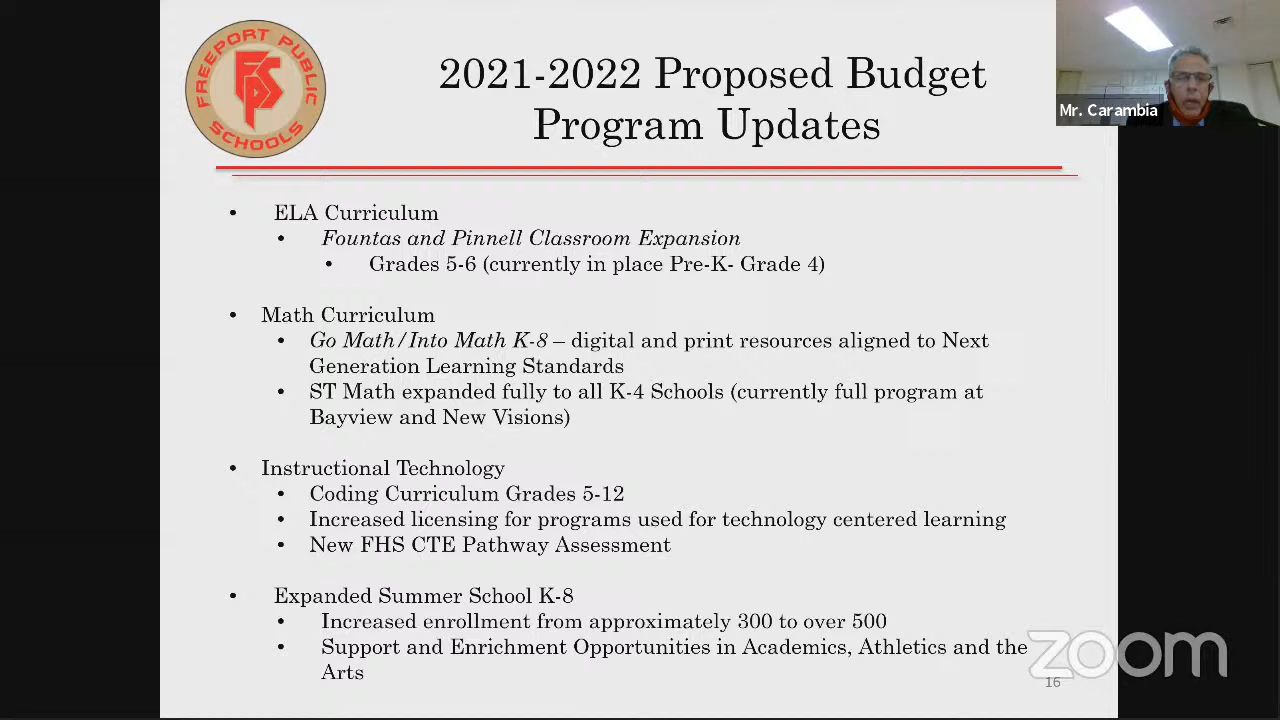 FREEPORT PUBLIC
SCHOOLS
FPS
2021-2022 Proposed Budget
Program Updates
Mr. Carambia
• ELA Curriculum
• Fountas and Pinnell Classroom Expansion
• Grades 5-6 (currently in place Pre-K- Grade 4)
• Math Curriculum
• Go Math/Into Math K-8 – digital and print resources aligned to Next
Generation Learning Standards
• ST Math expanded fully to all K-4 Schools (currently full program at
Bayview and New Visions)
• Instructional Technology
• Coding Curriculum Grades 5-12
• Increased licensing for programs used for technology centered learning
• New FHS CTE Pathway Assessment
• Expanded Summer School K-8
• Increased enrollment from approximately 300 to over 500
• Support and Enrichment Opportunities in Academics, Athletics and the
Arts
zoom
16